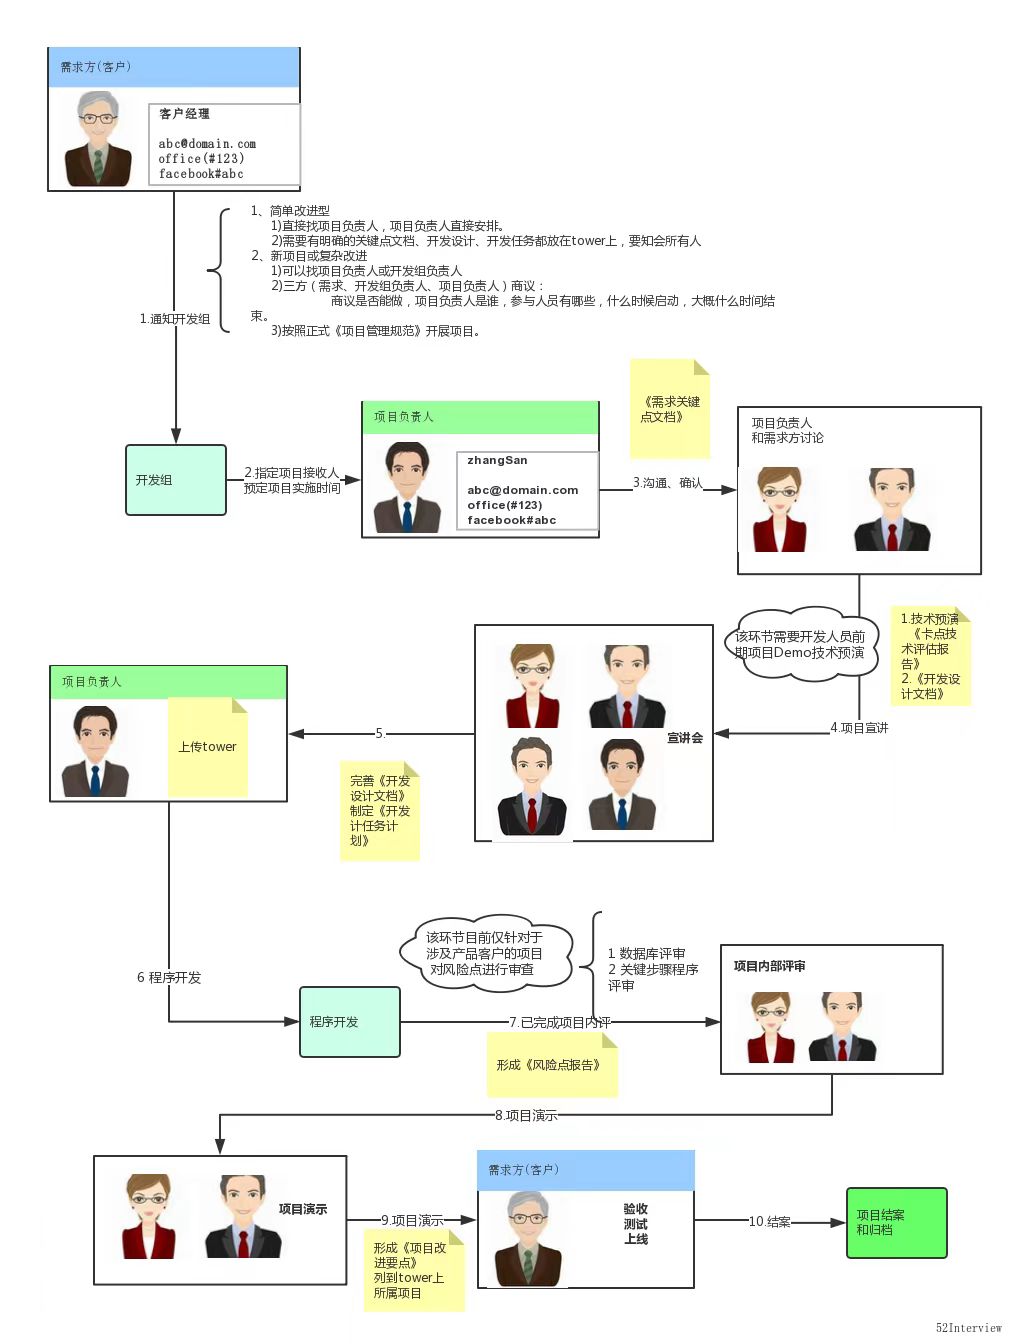 需求方(客户)
客户经理
abc@domain.com
office(#123)
facebook#abc
1、简单改进型
1)直接找项目负责人，项目负责人直接安排。
2)需要有明确的关键点文档、开发设计、开发任务都放在tower上，要知会所有人
2、新项目或复杂改进
1)可以找项目负责人或开发组负责人
2)三方（需求、开发组负责人、项目负责人）商议：
商议是否能做，项目负责人是谁，参与人员有哪些，什么时候启动，大概什么时间结
束。
3)按照正式《项目管理规范》开展项目。
1.通知开发组
开发组
2.指定项目接收人
预定项目实施时间
项目负责人
zhangSan
abc@domain.com
office(#123)
facebook#abc
《需求关键
点文档》
3.沟通、确认
项目负责人
和需求方讨论
该环节需要开发人员前
期项目Demo技术预演
1.技术预演
《卡点技
术评估报
告》
2.《开发设
计文档》
4.项目宣讲
宣讲会
5.
完善《开发
设计文档》
制定《开发
计任务计
划》
项目负责人
上传tower
6 程序开发
程序开发
该环节目前仅针对于
涉及产品客户的项目
对风险点进行审查
1 数据库评审
2 关键步骤程序
评审
7.已完成项目内评
形成《风险点报告》
项目内部评审
8.项目演示
项目演示
9.项目演示
形成《项目改
进要点》
列到tower上
所属项目
需求方(客户)
验收
测试
上线
10.结案
项目结案
和归档
52Interview